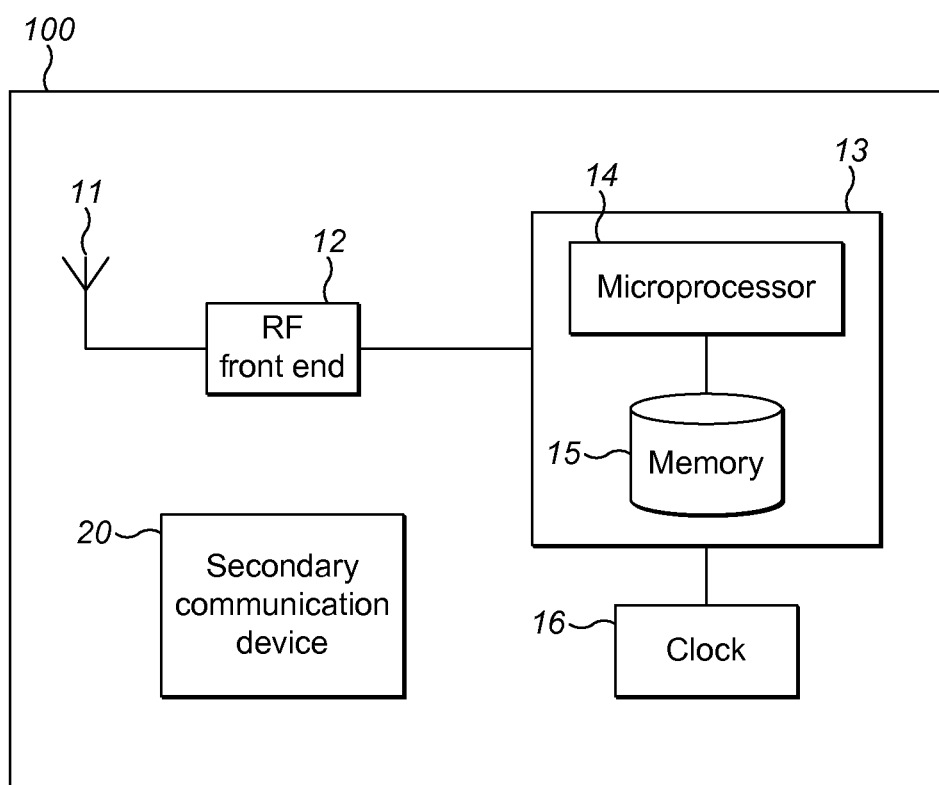 100
11
12
RF
front end
13
14
Microprocessor
15
Memory
20
Secondary
communication
device
16
Clock